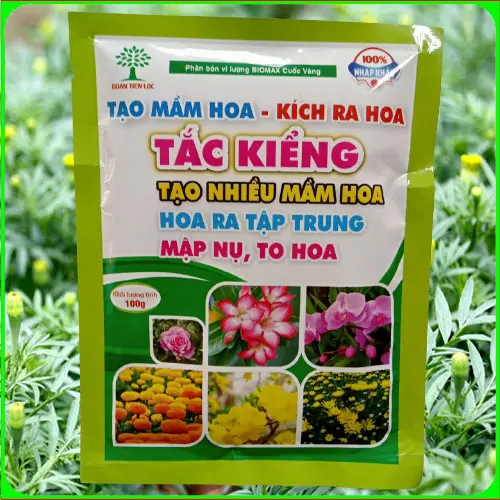 ĐOAN TIEN LOC
Phân bón vi lượng BIOMAX Cuốc Vàng
100%
NHẬP KHẨU
TẠO MẦM HOA - KÍCH RA HOA
TẮC KIỂNG
TẠO NHIỀU MẦM HOA
HOA RA TẬP TRUNG
MẬP NỤ, TO HOA
Khối lượng tịnh
100g